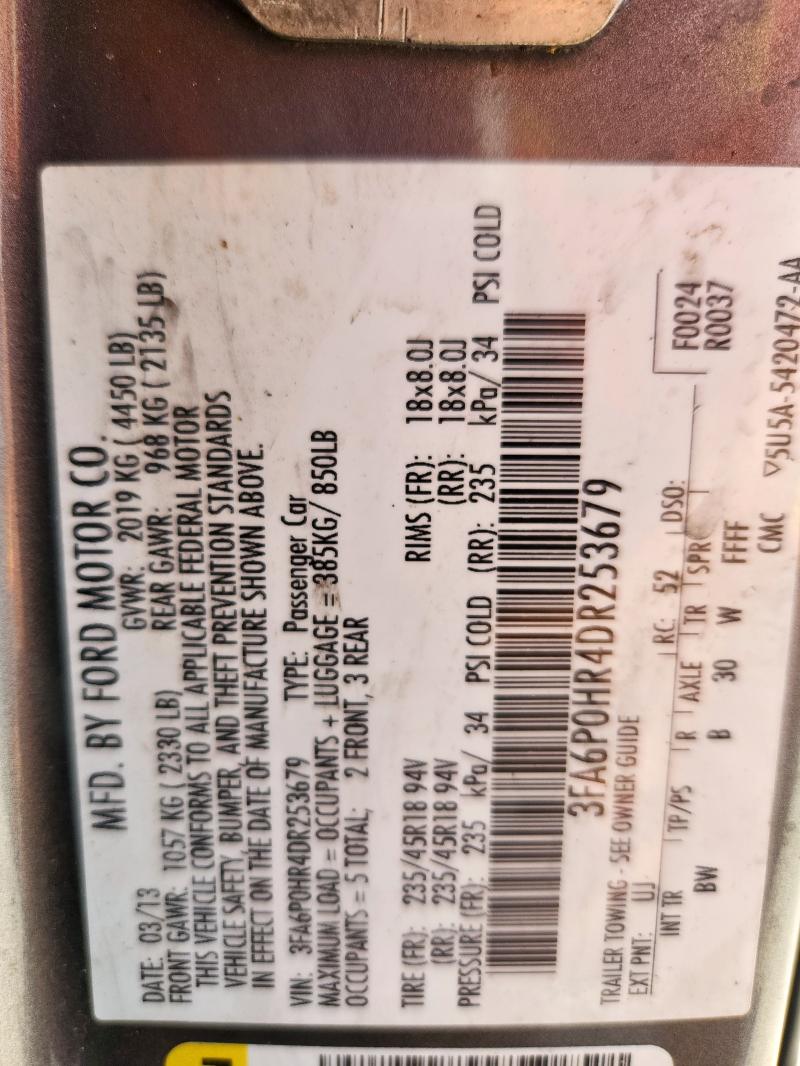 MFD. BY FORD MOTOR CO.
DATE: 03/13 GVWR: 2019 KG ( 4450 LB)
FRONT GAWR: 1057 KG ( 2330 LB) REAR GAWR: 968 KG ( 2135 LB)
THIS VEHICLE CONFORMS TO ALL APPLICABLE FEDERAL MOTOR
VEHICLE SAFETY, BUMPER, AND THEFT PREVENTION STANDARDS
IN EFFECT ON THE DATE OF MANUFACTURE SHOWN ABOVE.
VIN: 3FA6P0HR4DR253679 TYPE: Passenger Car
MAXIMUM LOAD = OCCUPANTS + LUGGAGE = 385KG/ 850LB
OCCUPANTS = 5 TOTAL; 2 FRONT, 3 REAR
TIRE (FR): 235/45R18 94V RIMS (FR): 18x8.0J
(RR): 235/45R18 94V (RR): 18x8.0J
PRESSURE (FR): 235 kPa/ 34 PSI COLD (RR): 235 kPa/ 34 PSI COLD
3FA6P0HR4DR253679
TRAILER TOWING - SEE OWNER GUIDE
EXT PNT: UJ RC: 52 DSO: F0024
INT TR TP/PS R AXLE TR SPR R0037
BW B 30 W FFFF
CMC ▽5U5A-5420472-AA